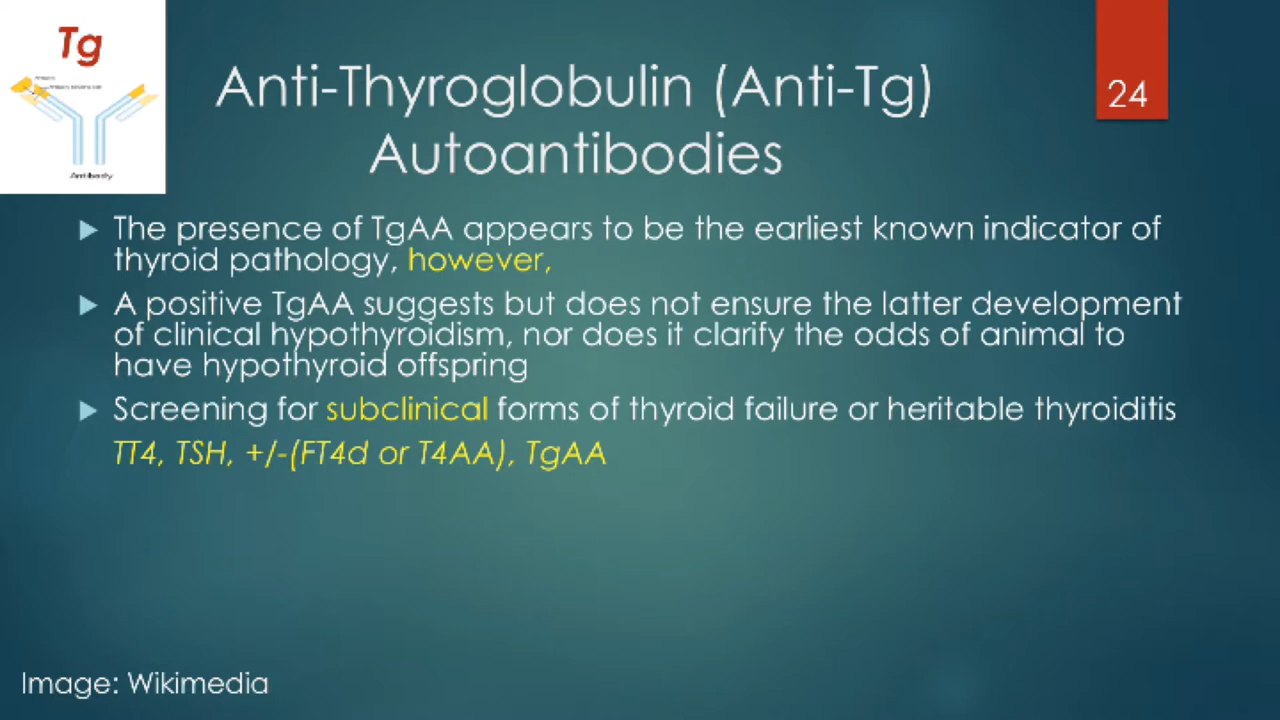 Tg
Antibody
Anti-Thyroglobulin (Anti-Tg)
Autoantibodies
24
The presence of TgAA appears to be the earliest known indicator of
thyroid pathology, however,
A positive TgAA suggests but does not ensure the latter development
of clinical hypothyroidism, nor does it clarify the odds of animal to
have hypothyroid offspring
Screening for subclinical forms of thyroid failure or heritable thyroiditis
TT4, TSH, +/-(FT4d or T4AA), TgAA
Image: Wikimedia